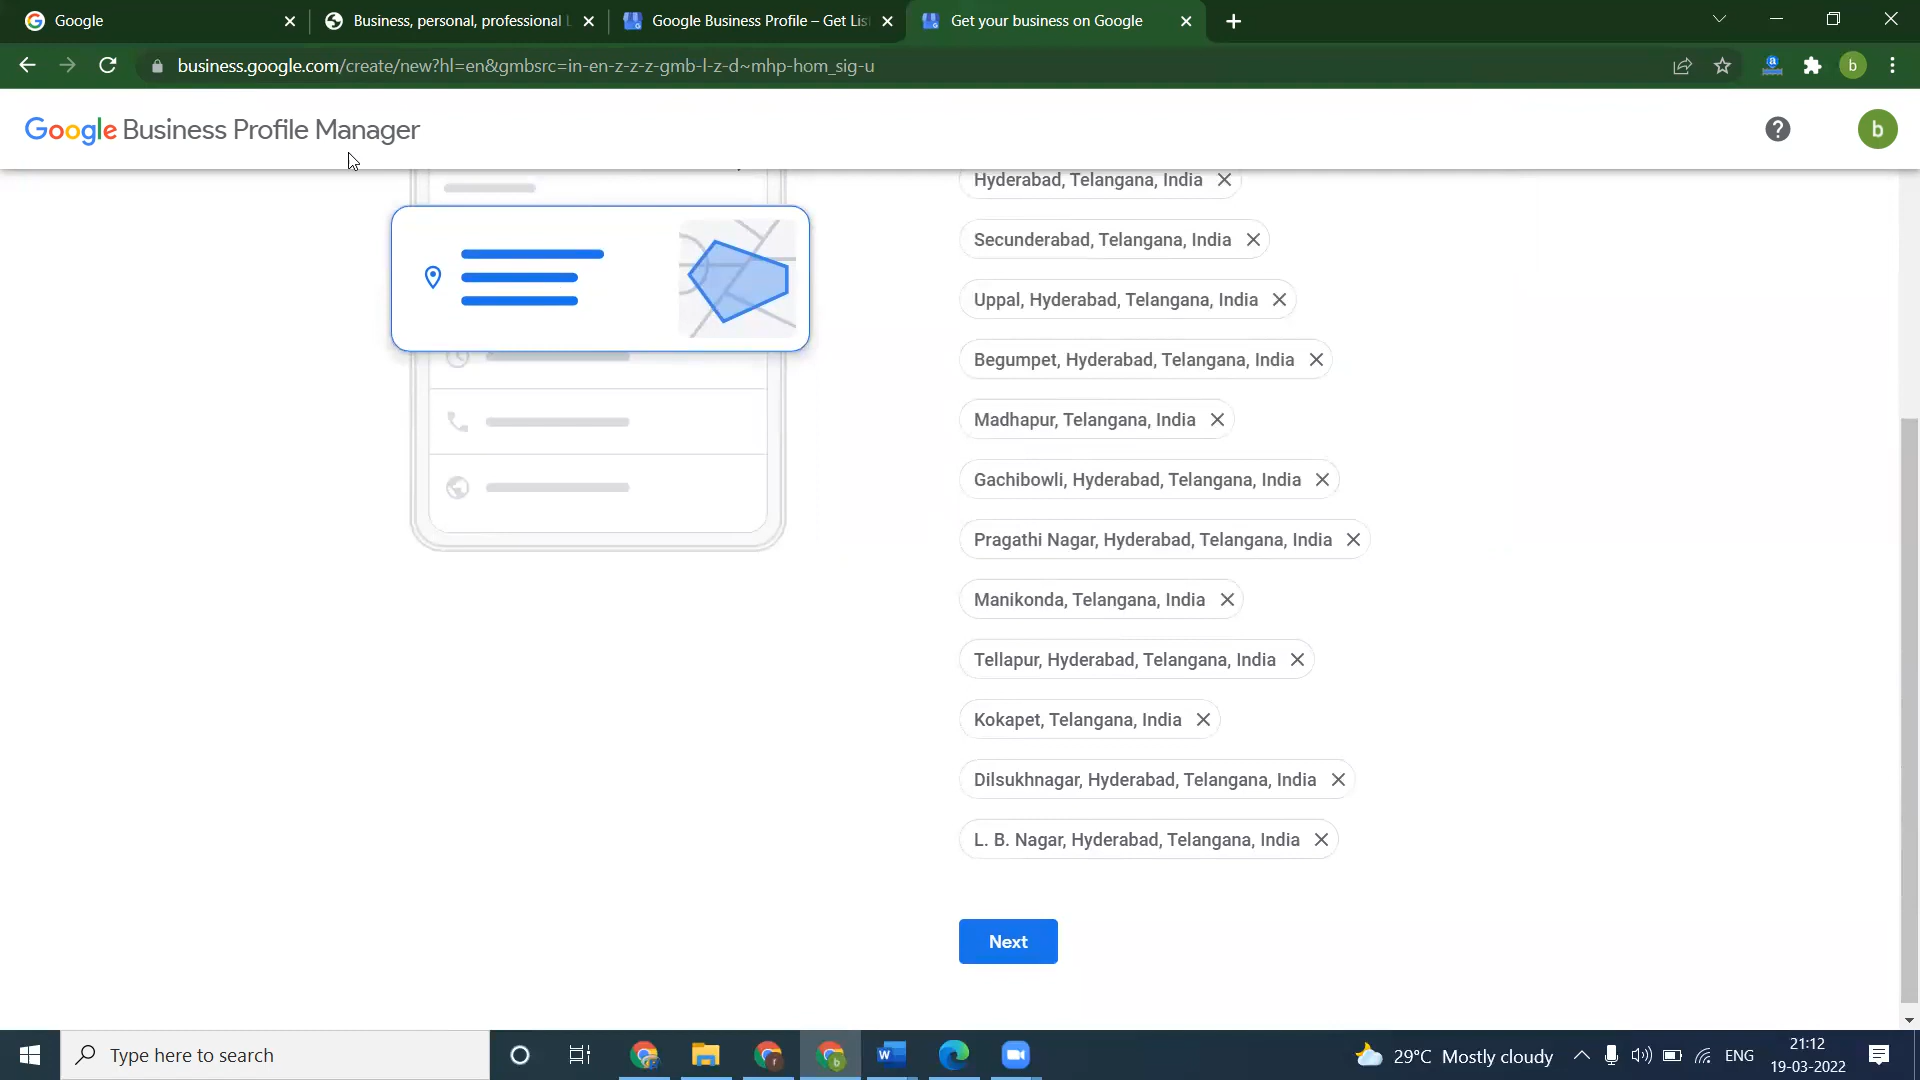 Google
Business, personal, professional
Google Business Profile – Get Lis
Get your business on Google
business.google.com/create/new?hl=en&gmbsrc=in-en-z-z-z-gmb-l-z-d~mhp-hom_sig-u
a
b
Google Business Profile Manager
?
b
Hyderabad, Telangana, India
Secunderabad, Telangana, India
Uppal, Hyderabad, Telangana, India
Begumpet, Hyderabad, Telangana, India
Madhapur, Telangana, India
Gachibowli, Hyderabad, Telangana, India
Pragathi Nagar, Hyderabad, Telangana, India
Manikonda, Telangana, India
Tellapur, Hyderabad, Telangana, India
Kokapet, Telangana, India
Dilsukhnagar, Hyderabad, Telangana, India
L. B. Nagar, Hyderabad, Telangana, India
Next
Type here to search
r
b
W
29°C Mostly cloudy
ENG
21:12
19-03-2022